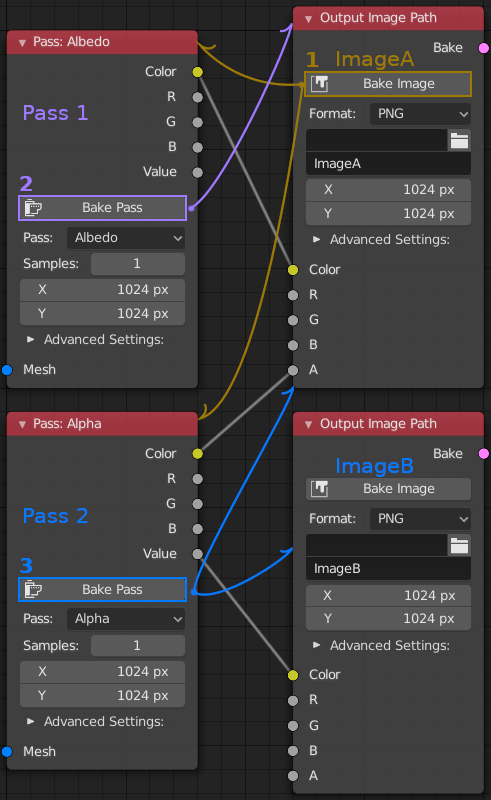 Pass: Albedo
Color
R
G
B
Value
Pass 1
2
Bake Pass
Pass: Albedo
Samples: 1
X 1024 px
Y 1024 px
Advanced Settings:
Mesh
Output Image Path
Bake
1 ImageA
Bake Image
Format: PNG
ImageA
X 1024 px
Y 1024 px
Advanced Settings:
Color
R
G
B
A
Pass: Alpha
Color
R
G
B
Value
Pass 2
3
Bake Pass
Pass: Alpha
Samples: 1
X 1024 px
Y 1024 px
Advanced Settings:
Mesh
Output Image Path
Bake
ImageB
Bake Image
Format: PNG
ImageB
X 1024 px
Y 1024 px
Advanced Settings:
Color
R
G
B
A